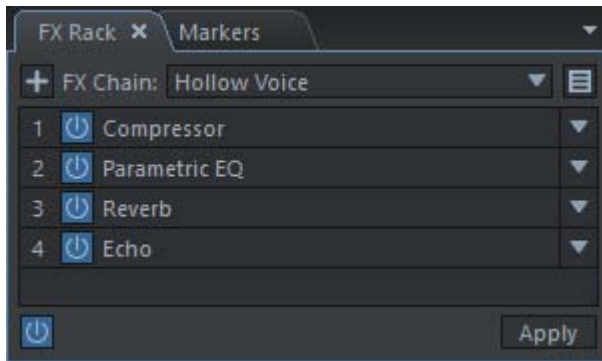 FX Rack Markers
FX Chain: Hollow Voice
1 Compressor
2 Parametric EQ
3 Reverb
4 Echo
Apply